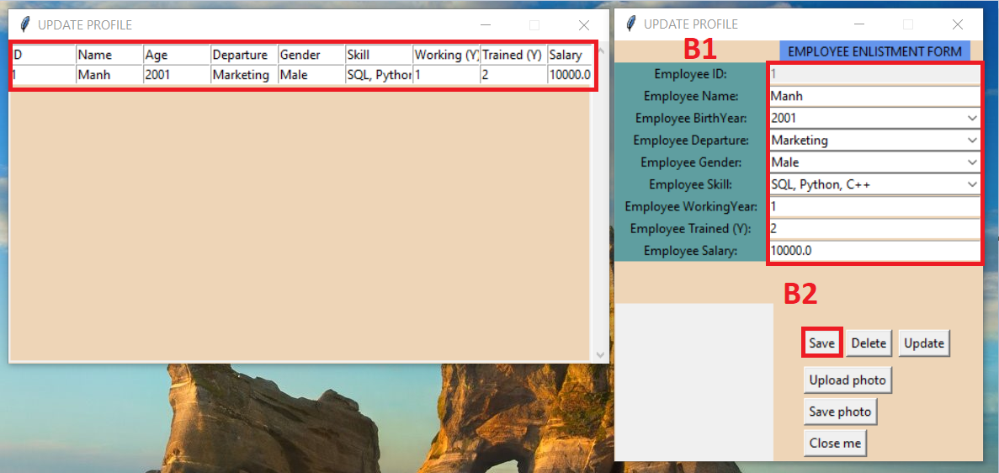 UPDATE PROFILE
D Name Age Departure Gender Skill Working (Y) Trained (Y) Salary
1 Manh 2001 Marketing Male SQL, Python 1 2 10000.0
UPDATE PROFILE
B1
EMPLOYEE ENLISTMENT FORM
Employee ID: 1
Employee Name: Manh
Employee BirthYear: 2001
Employee Departure: Marketing
Employee Gender: Male
Employee Skill: SQL, Python, C++
Employee WorkingYear: 1
Employee Trained (Y): 2
Employee Salary: 10000.0
B2
Save Delete Update
Upload photo
Save photo
Close me